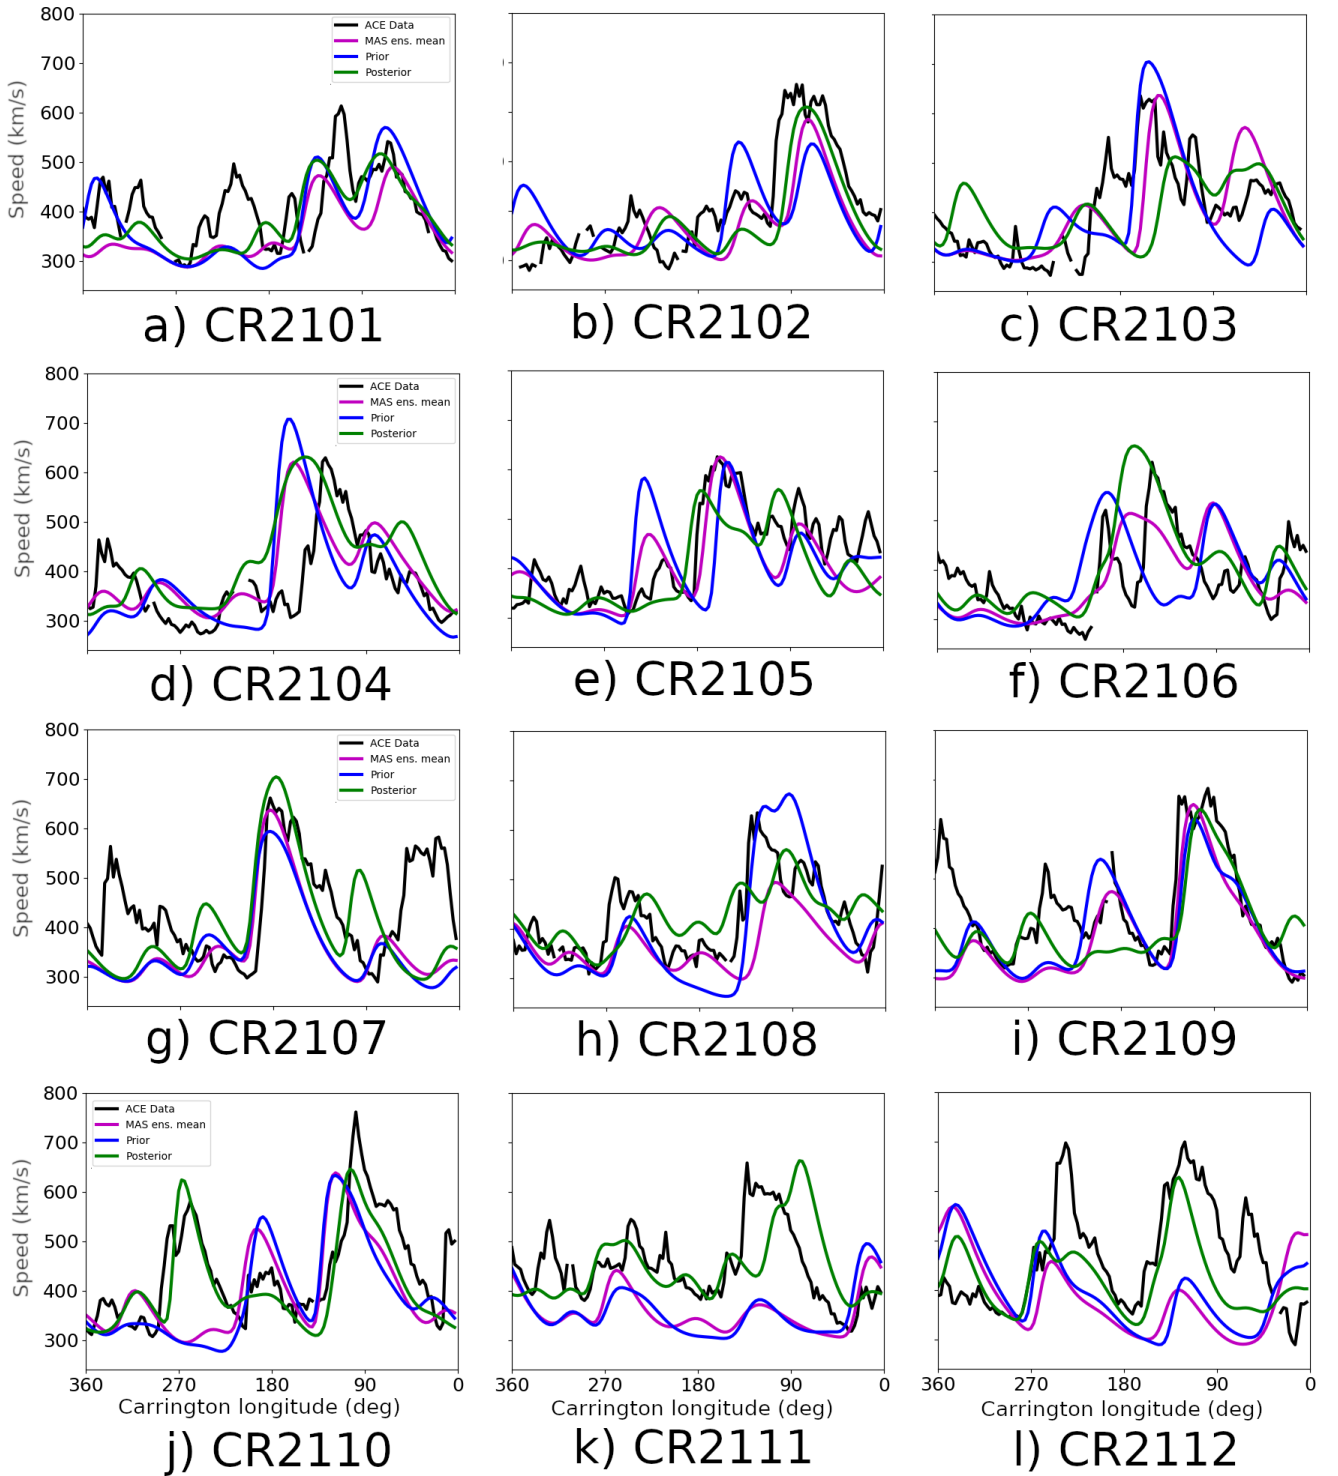 800
700
600
500
400
300
Speed (km/s)
ACE Data
MAS ens. mean
Prior
Posterior
a) CR2101
b) CR2102
c) CR2103
800
700
600
500
400
300
Speed (km/s)
ACE Data
MAS ens. mean
Prior
Posterior
d) CR2104
e) CR2105
f) CR2106
800
700
600
500
400
300
Speed (km/s)
ACE Data
MAS ens. mean
Prior
Posterior
g) CR2107
h) CR2108
i) CR2109
800
700
600
500
400
300
Speed (km/s)
ACE Data
MAS ens. mean
Prior
Posterior
360 270 180 90 0
Carrington longitude (deg)
j) CR2110
360 270 180 90 0
Carrington longitude (deg)
k) CR2111
360 270 180 90 0
Carrington longitude (deg)
l) CR2112